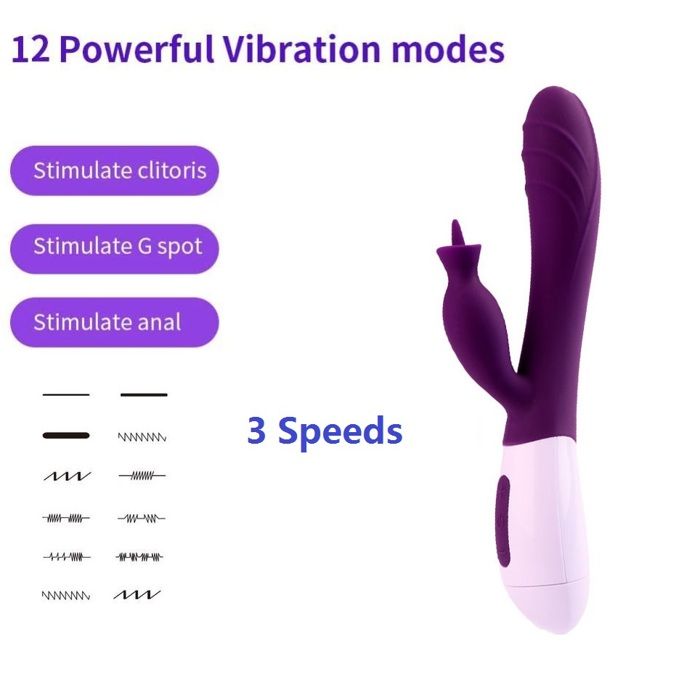 12 Powerful Vibration modes
Stimulate clitoris
Stimulate G spot
Stimulate anal
3 Speeds